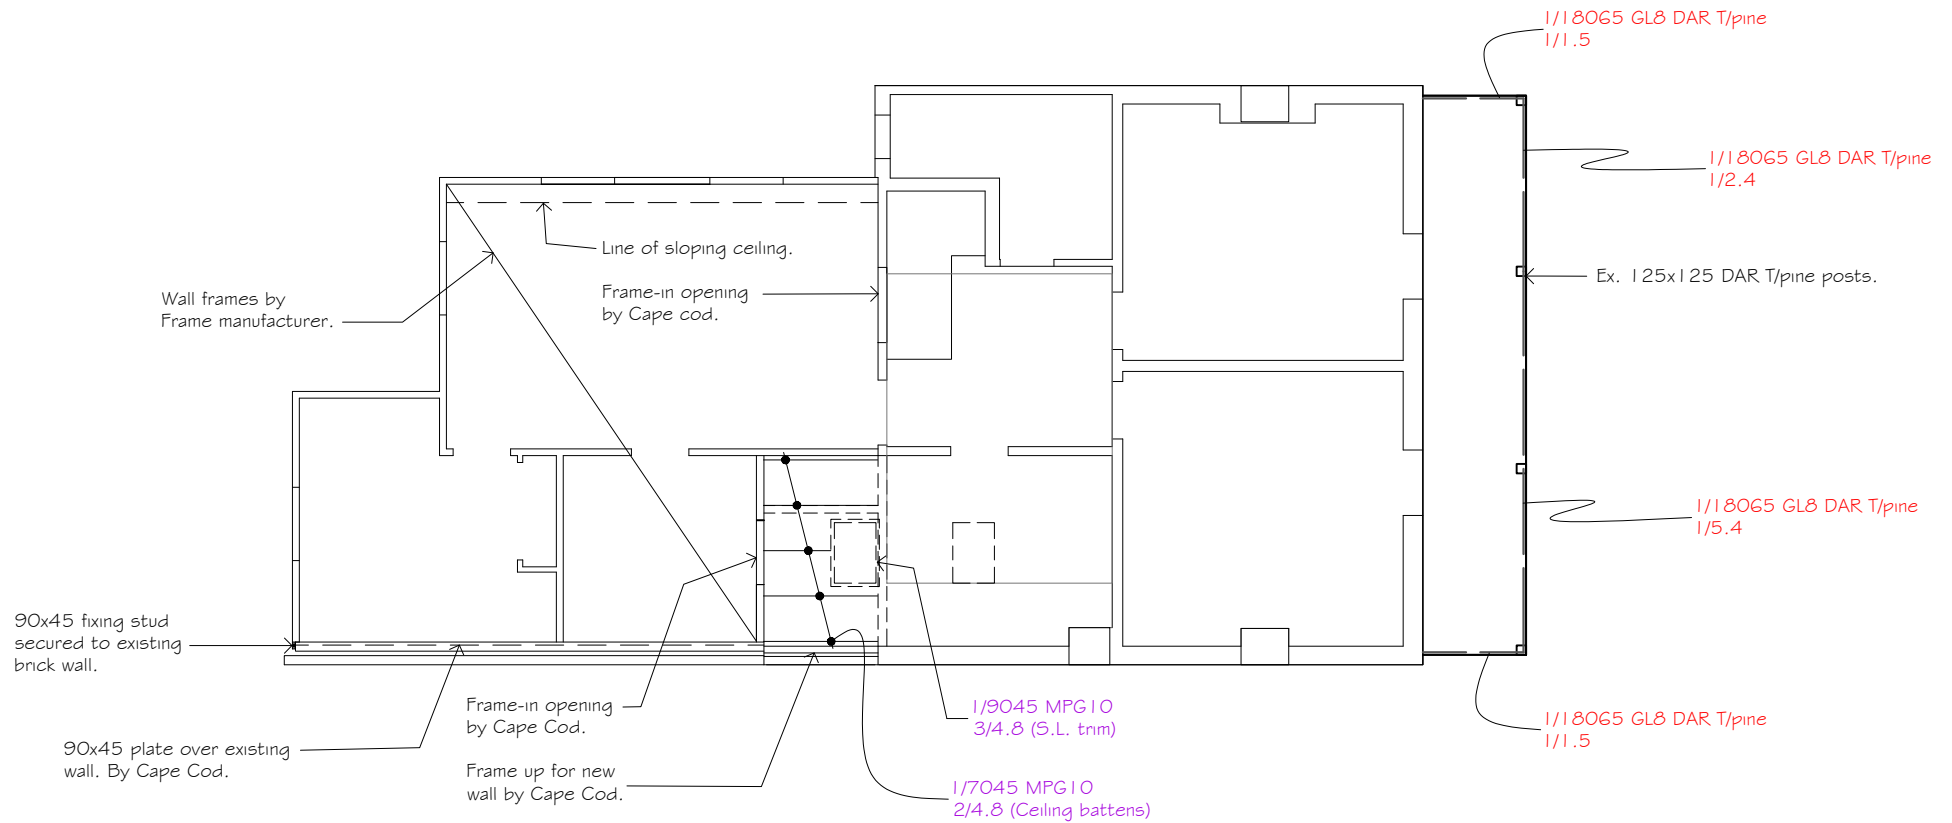 1/18065 GL8 DAR T/pine
1/1.5
1/18065 GL8 DAR T/pine
1/2.4
Line of sloping ceiling.
Ex. 125x125 DAR T/pine posts.
Frame-in opening
by Cape cod.
Wall frames by
Frame manufacturer.
1/18065 GL8 DAR T/pine
1/5.4
90x45 fixing stud
secured to existing
brick wall.
Frame-in opening
by Cape Cod.
1/9045 MPG10
3/4.8 (S.L. trim)
1/18065 GL8 DAR T/pine
1/1.5
90x45 plate over existing
wall. By Cape Cod.
Frame up for new
wall by Cape Cod.
1/7045 MPG10
2/4.8 (Ceiling battens)